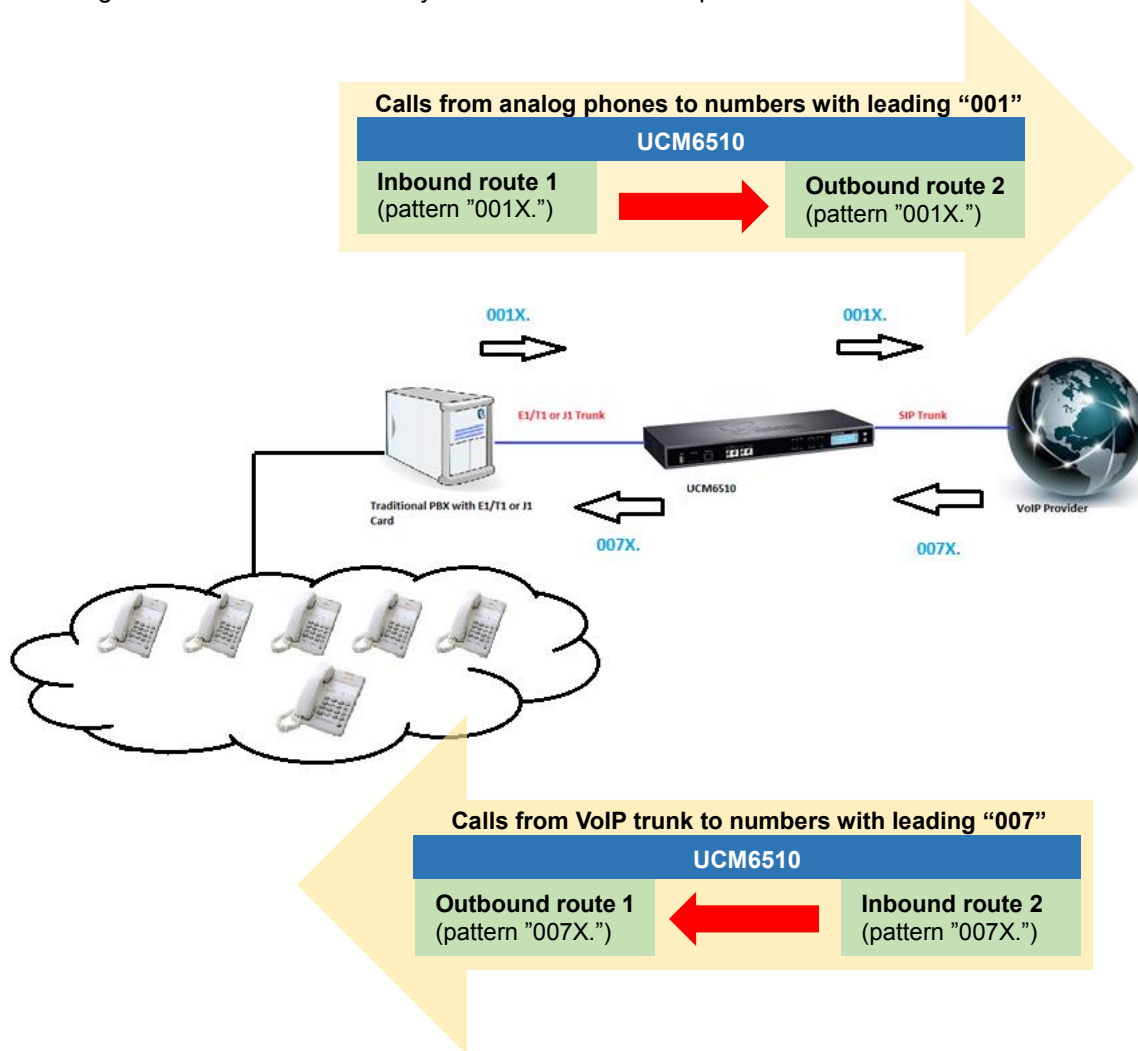 Calls from analog phones to numbers with leading “001”
UCM6510
Inbound route 1
(pattern ”001X.”)
Outbound route 2
(pattern ”001X.”)
001X.
001X.
E1/T1 or J1 Trunk
SIP Trunk
UCM6510
Traditional PBX with E1/T1 or J1
Card
VoIP Provider
007X.
007X.
Calls from VoIP trunk to numbers with leading “007”
UCM6510
Outbound route 1
(pattern ”007X.”)
Inbound route 2
(pattern ”007X.”)